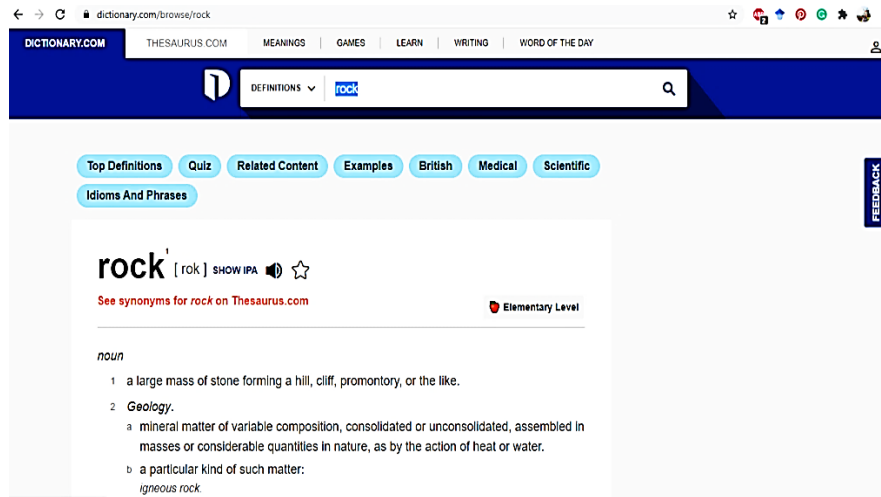 dictionary.com/browse/rock
DICTIONARY.COM THESAURUS.COM MEANINGS GAMES LEARN WRITING WORD OF THE DAY
DEFINITIONS rock
Top Definitions Quiz Related Content Examples British Medical Scientific
Idioms And Phrases
FEEDBACK
rock1 [ rok ] SHOW IPA
See synonyms for rock on Thesaurus.com
Elementary Level
noun
1 a large mass of stone forming a hill, cliff, promontory, or the like.
2 Geology.
a mineral matter of variable composition, consolidated or unconsolidated, assembled in
masses or considerable quantities in nature, as by the action of heat or water.
b a particular kind of such matter:
igneous rock.